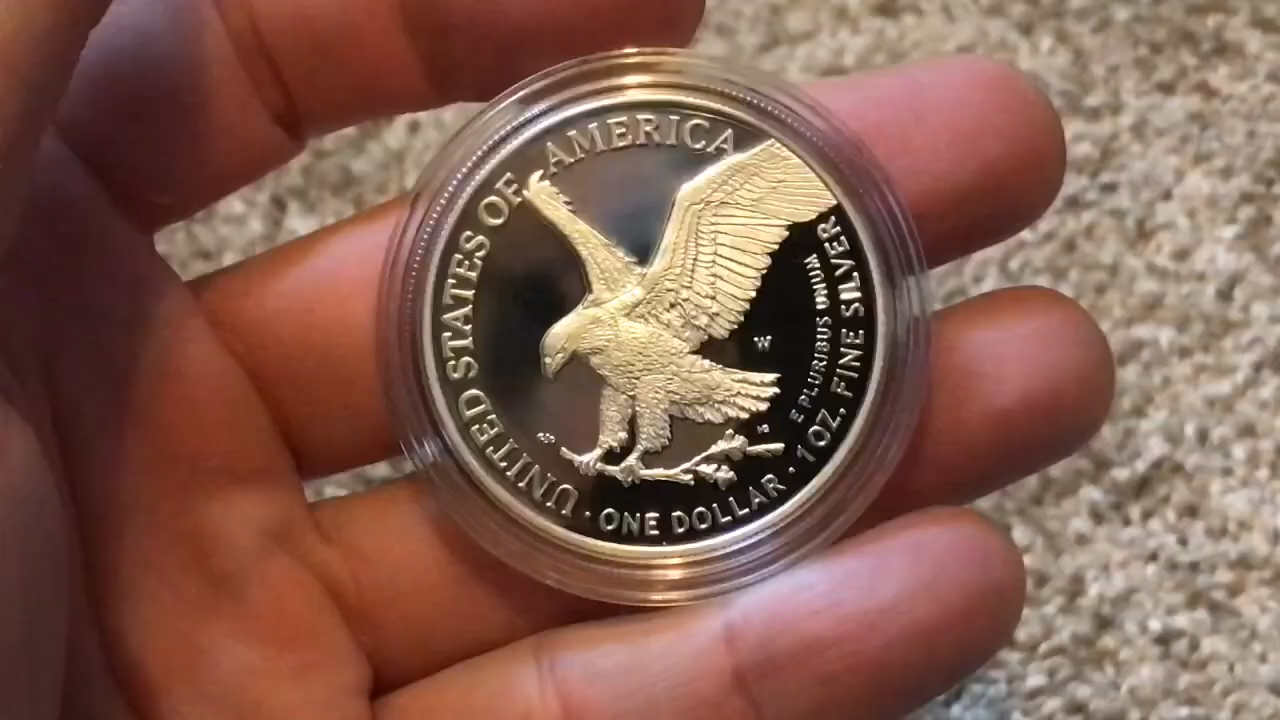 UNITED STATES OF AMERICA
W
E PLURIBUS UNUM
· ONE DOLLAR · 1 OZ. FINE SILVER